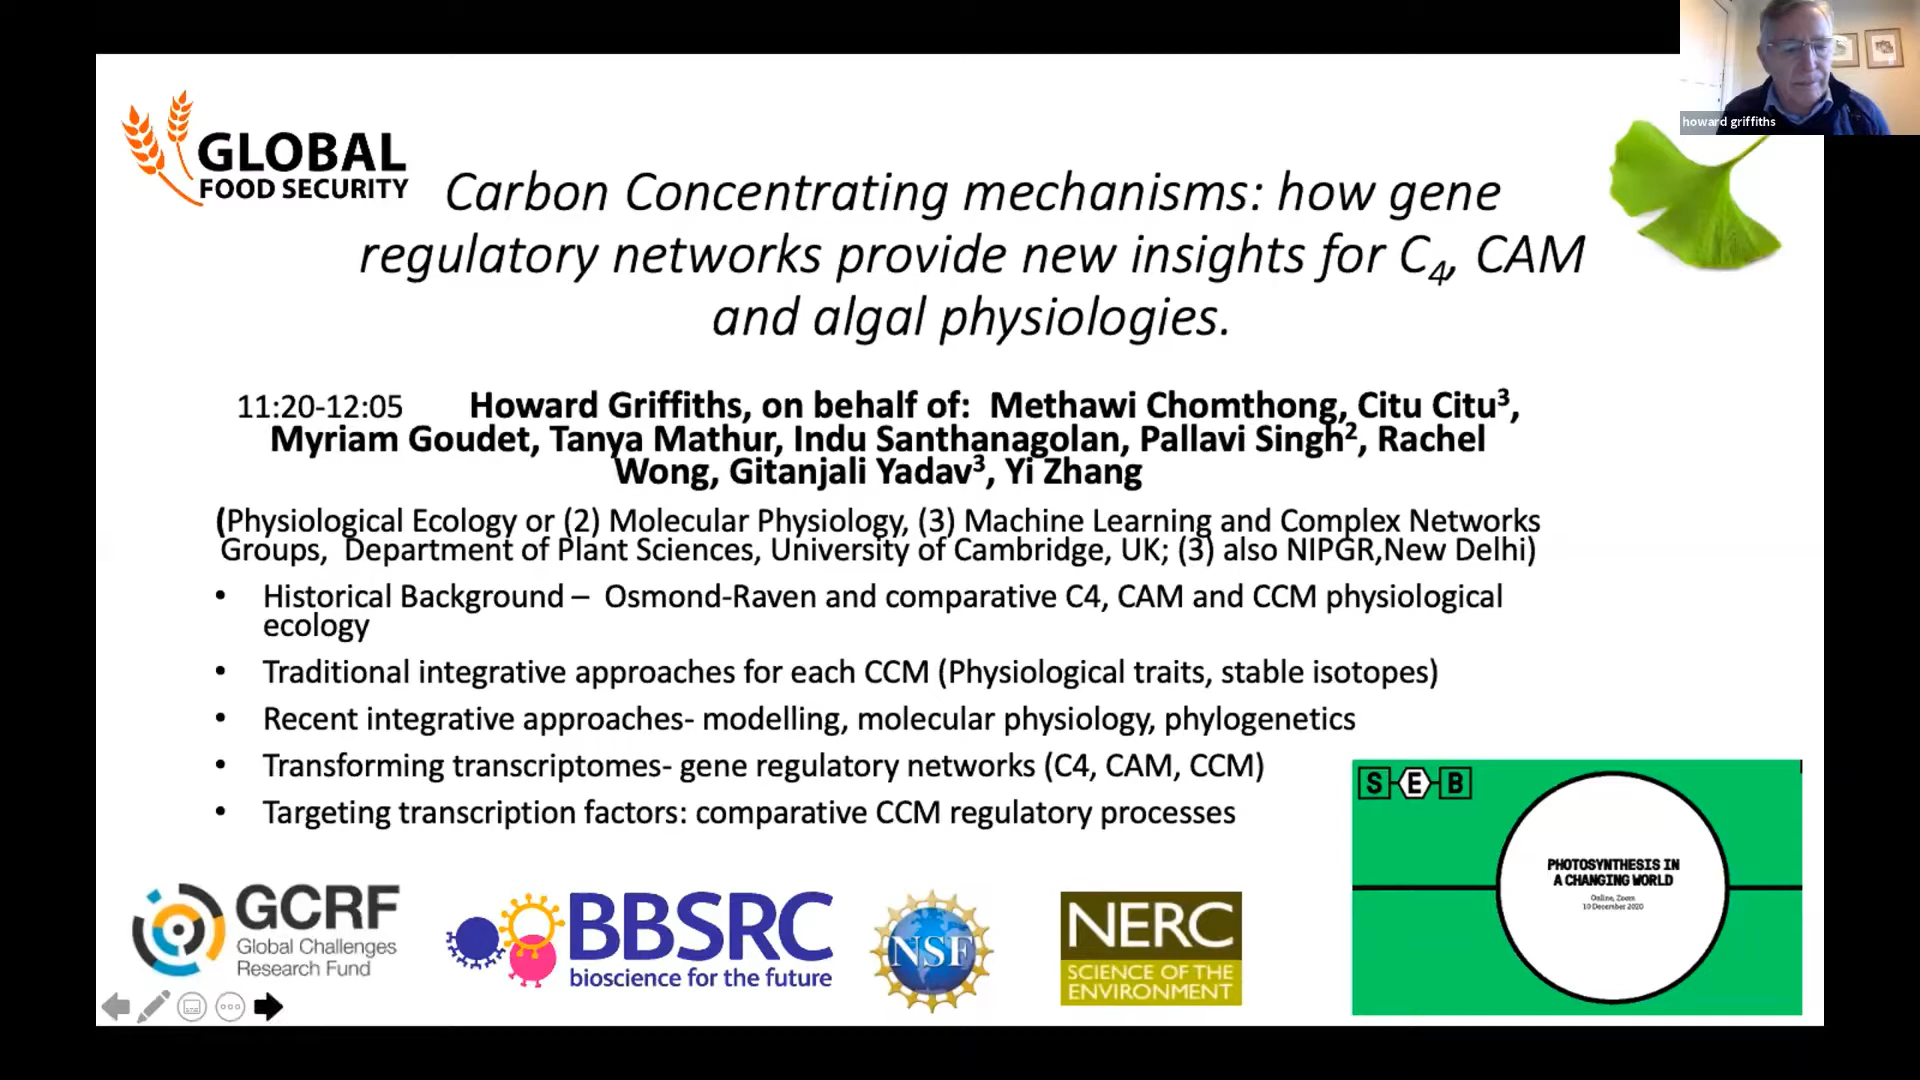 howard griffiths
GLOBAL
FOOD SECURITY
Carbon Concentrating mechanisms: how gene
regulatory networks provide new insights for C4, CAM
and algal physiologies.
11:20-12:05 Howard Griffiths, on behalf of: Methawi Chomthong, Citu Citu³,
Myriam Goudet, Tanya Mathur, Indu Santhanagolan, Pallavi Singh², Rachel
Wong, Gitanjali Yadav³, Yi Zhang
(Physiological Ecology or (2) Molecular Physiology, (3) Machine Learning and Complex Networks
Groups, Department of Plant Sciences, University of Cambridge, UK; (3) also NIPGR,New Delhi)
• Historical Background – Osmond-Raven and comparative C4, CAM and CCM physiological
ecology
• Traditional integrative approaches for each CCM (Physiological traits, stable isotopes)
• Recent integrative approaches- modelling, molecular physiology, phylogenetics
• Transforming transcriptomes- gene regulatory networks (C4, CAM, CCM)
• Targeting transcription factors: comparative CCM regulatory processes
S E B
PHOTOSYNTHESIS IN
A CHANGING WORLD
Online, Zoom
10 December 2020
GCRF
Global Challenges
Research Fund
BBSRC
bioscience for the future
NSF
NERC
SCIENCE OF THE
ENVIRONMENT